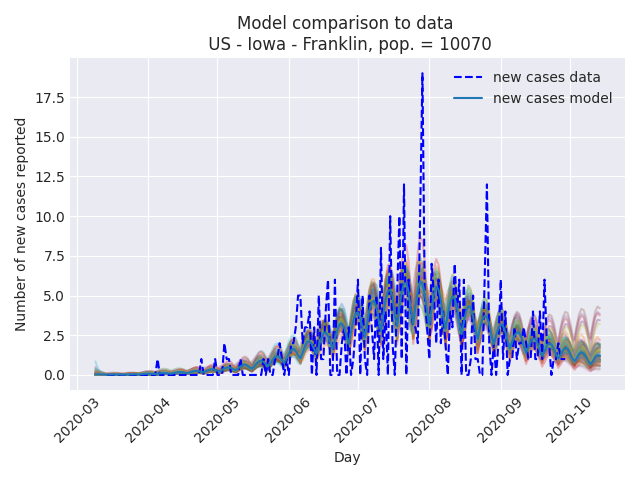 Model comparison to data
US - Iowa - Franklin, pop. = 10070
new cases data
new cases model
Number of new cases reported
17.5
15.0
12.5
10.0
7.5
5.0
2.5
0.0
2020-03
2020-04
2020-05
2020-06
2020-07
2020-08
2020-09
2020-10
Day